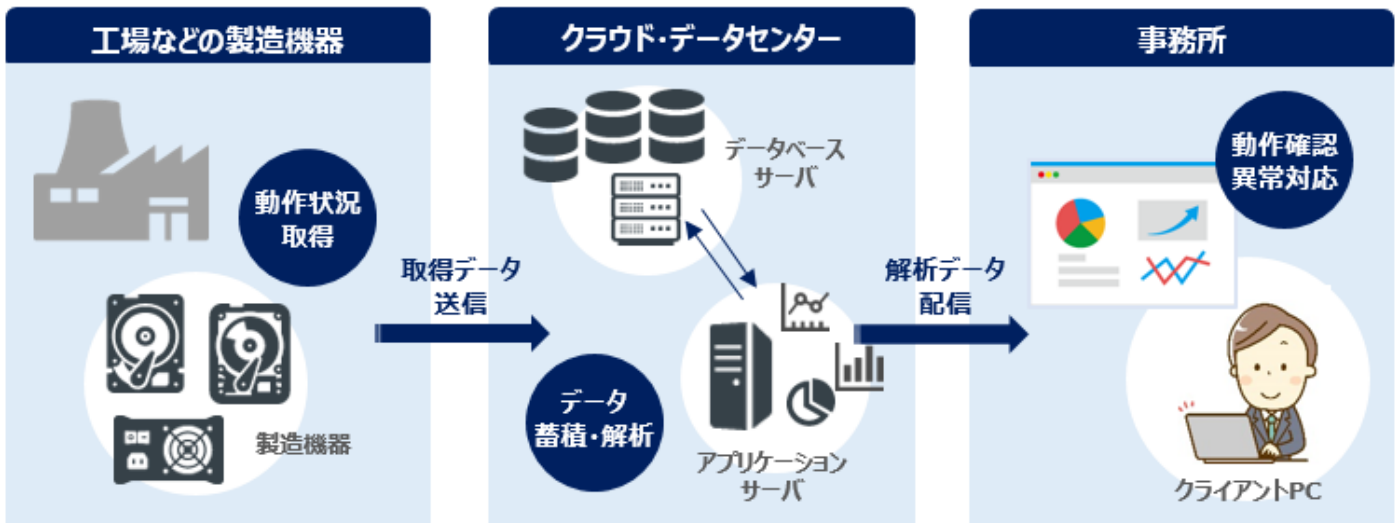 工場などの製造機器
動作状況
取得
製造機器
取得データ
送信
クラウド・データセンター
データベース
サーバ
データ
蓄積・解析
アプリケーション
サーバ
解析データ
配信
事務所
動作確認
異常対応
クライアントPC